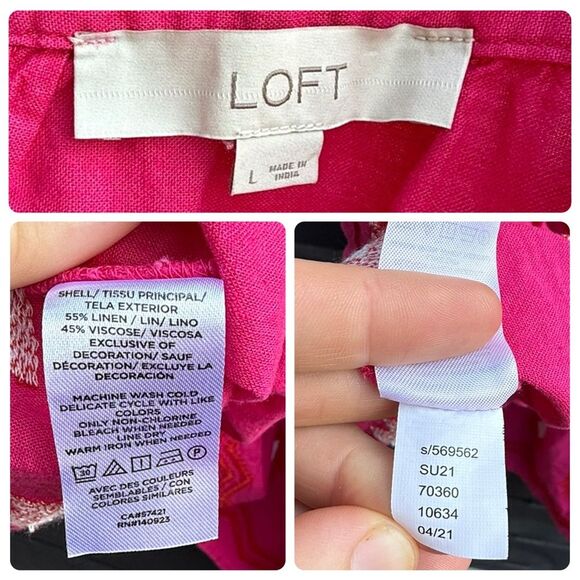 LOFT
L
MADE IN
INDIA
SHELL/ TISSU PRINCIPAL/
TELA EXTERIOR
55% LINEN / LIN/ LINO
45% VISCOSE/ VISCOSA
EXCLUSIVE OF
DECORATION/ SAUF
DÉCORATION/ EXCLUYE LA
DECORACIÓN
MACHINE WASH COLD
DELICATE CYCLE WITH LIKE
COLORS
ONLY NON-CHLORINE
BLEACH WHEN NEEDED
LINE DRY
WARM IRON WHEN NEEDED
30
AVEC DES COULEURS
SEMBLABLES / CON
COLORES SIMILARES
CA#57421
RN#140923
s/569562
SU21
70360
10634
04/21